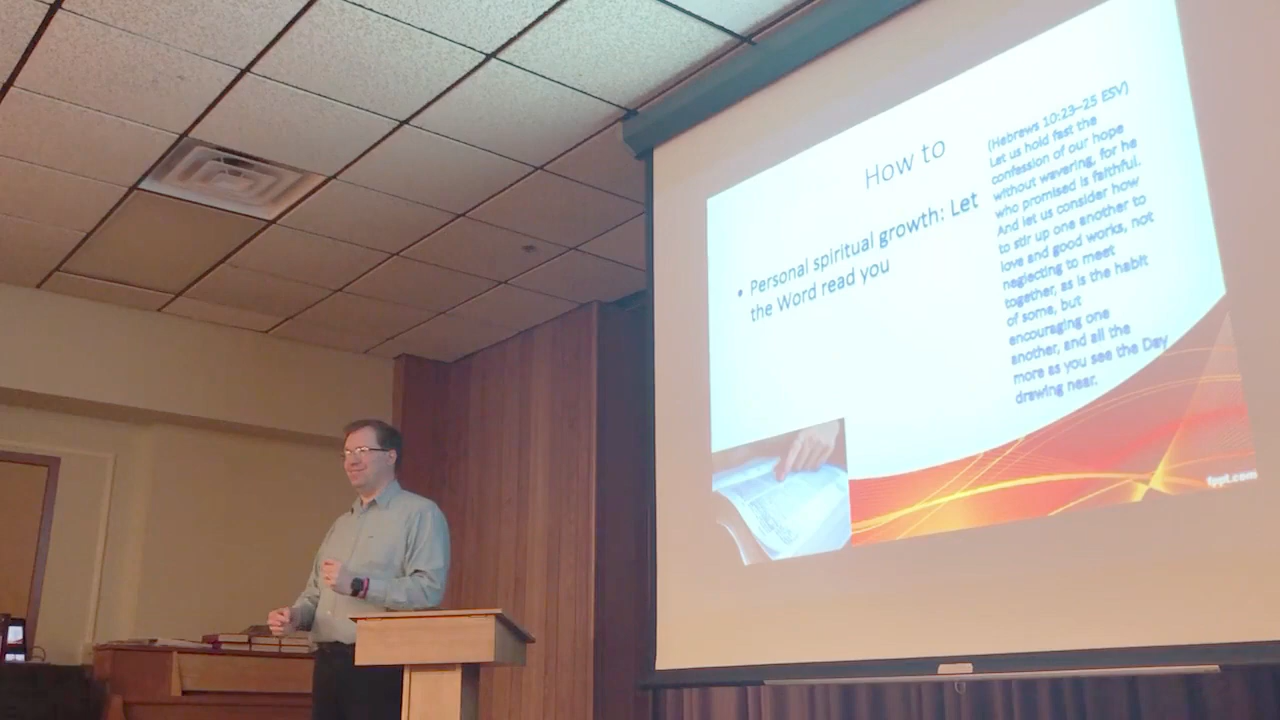 How to
• Personal spiritual growth: Let
the Word read you
(Hebrews 10:23–25 ESV)
Let us hold fast the
confession of our hope
without wavering, for he
who promised is faithful.
And let us consider how
to stir up one another to
love and good works, not
neglecting to meet
together, as is the habit
of some, but
encouraging one
another, and all the
more as you see the Day
drawing near.
fppt.com